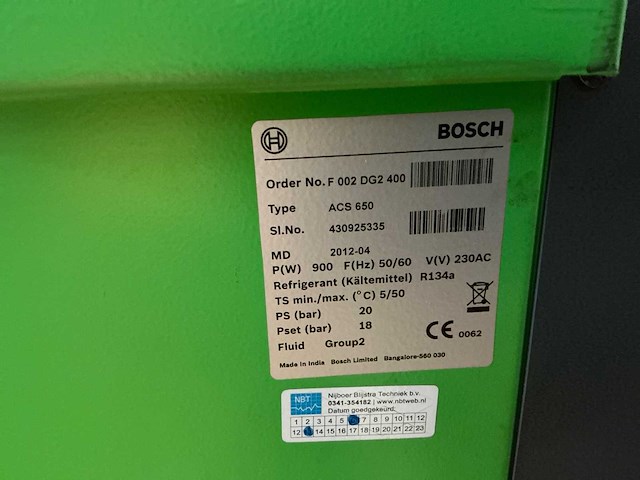 BOSCH
Order No. F 002 DG2 400
Type ACS 650
Sl.No. 430925335
MD 2012-04
P(W) 900 F(Hz) 50/60 V(V) 230AC
Refrigerant (Kältemittel) R134a
TS min./max. (°C) 5/50
PS (bar) 20
Pset (bar) 18
CE 0062
Fluid Group2
Made in India Bosch Limited Bangalore-560 030
NBT
Nijboer Blijstra Techniek b.v.
0341-354182 | www.nbtweb.nl
Datum goedgekeurd:
1 2 3 4 5 7 8 9 10 11 12
12 14 15 16 17 18 19 20 21 22 23